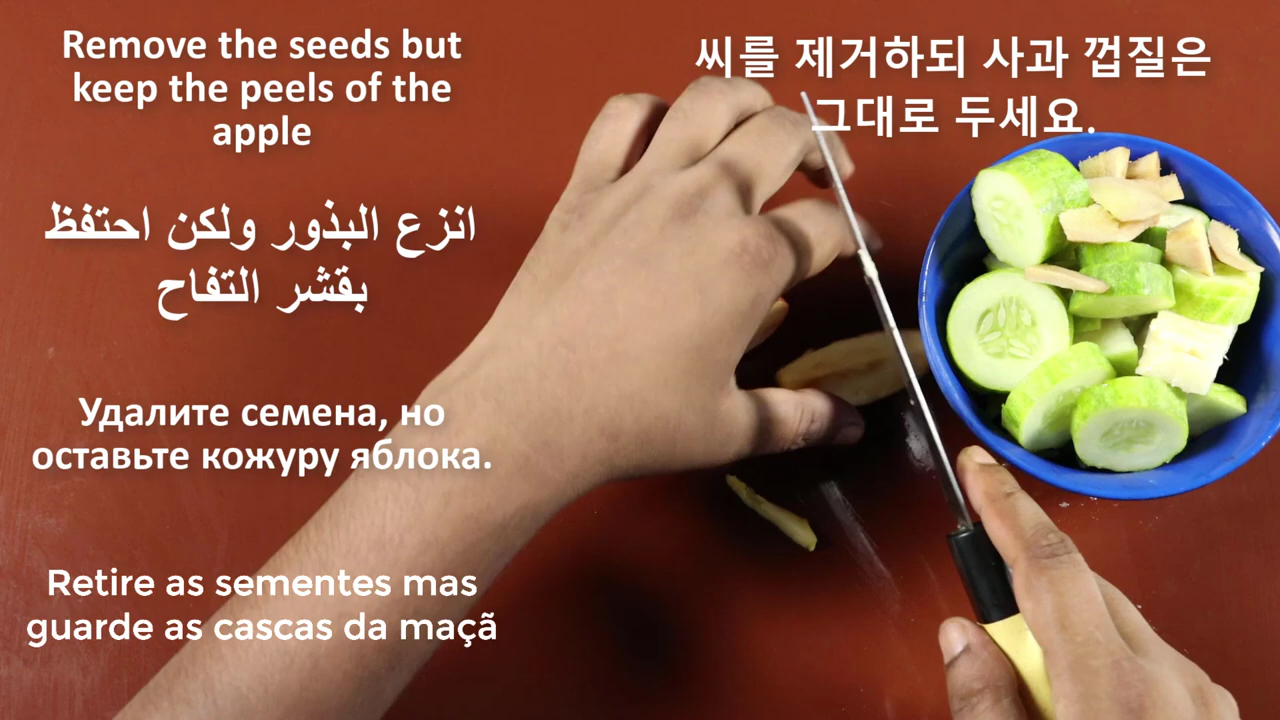 Remove the seeds but
keep the peels of the
apple
씨를 제거하되 사과 껍질은
그대로 두세요.
انزع البذور ولكن احتفظ
بقشر التفاح
Удалите семена, но
оставьте кожуру яблока.
Retire as sementes mas
guarde as cascas da maçã